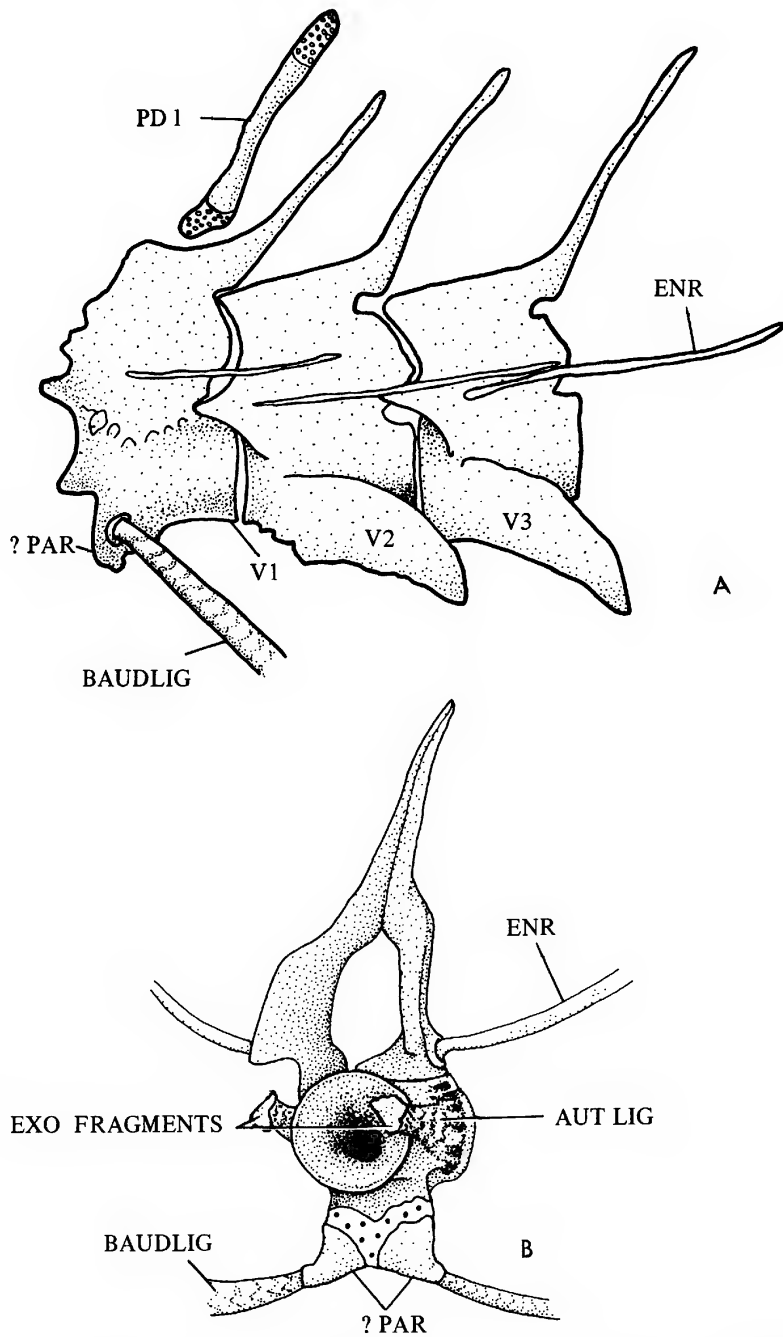 PD 1
ENR
? PAR
V1
V2
V3
A
BAUDLIG
ENR
EXO FRAGMENTS
AUT LIG
BAUDLIG
B
? PAR